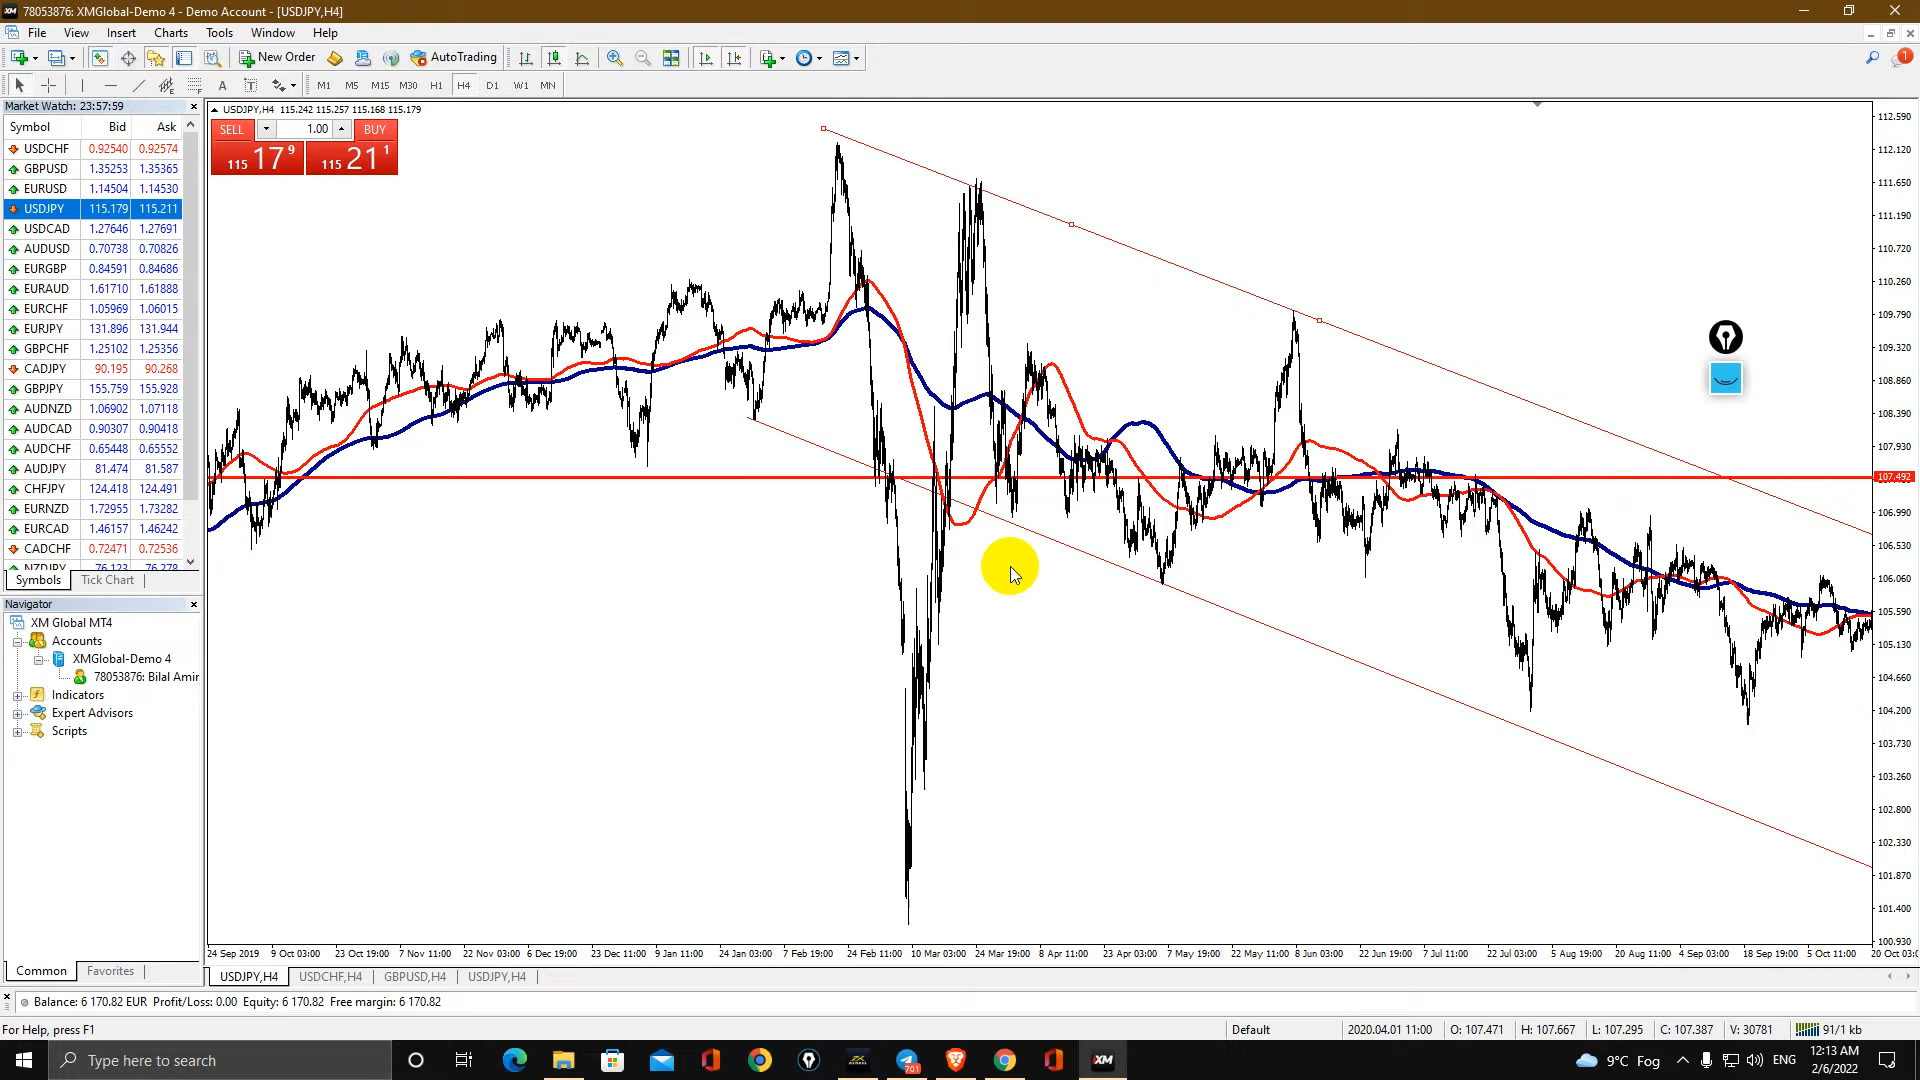 78053876: XMGlobal-Demo 4 - Demo Account - [USDJPY,H4]
File View Insert Charts Tools Window Help
New Order AutoTrading 1
A T M1 M5 M15 M30 H1 H4 D1 W1 MN
Market Watch: 23:57:59
Symbol Bid Ask
USDCHF 0.92540 0.92574
GBPUSD 1.35253 1.35365
EURUSD 1.14504 1.14530
USDJPY 115.179 115.211
USDCAD 1.27646 1.27691
AUDUSD 0.70738 0.70826
EURGBP 0.84591 0.84686
EURAUD 1.61710 1.61888
EURCHF 1.05969 1.06015
EURJPY 131.896 131.944
GBPCHF 1.25102 1.25356
CADJPY 90.195 90.268
GBPJPY 155.759 155.928
AUDNZD 1.06902 1.07118
AUDCAD 0.90307 0.90418
AUDCHF 0.65448 0.65552
AUDJPY 81.474 81.587
CHFJPY 124.418 124.491
EURNZD 1.72955 1.73282
EURCAD 1.46157 1.46242
CADCHF 0.72471 0.72536
NZDJPY 76.123 76.278
Symbols Tick Chart
Navigator
XM Global MT4
Accounts
XMGlobal-Demo 4
78053876: Bilal Amir
Indicators
Expert Advisors
Scripts
Common Favorites
USDJPY,H4 115.242 115.257 115.168 115.179
SELL 1.00 BUY
115 17 9 115 21 1
112.590
112.120
111.650
111.190
110.720
110.260
109.790
109.320
108.860
108.390
107.930
107.492
106.990
106.530
106.060
105.590
105.130
104.660
104.200
103.730
103.260
102.800
102.330
101.870
101.400
100.930
24 Sep 2019 9 Oct 03:00 23 Oct 19:00 7 Nov 11:00 22 Nov 03:00 6 Dec 19:00 23 Dec 11:00 9 Jan 11:00 24 Jan 03:00 7 Feb 19:00 24 Feb 11:00 10 Mar 03:00 24 Mar 19:00 8 Apr 11:00 23 Apr 03:00 7 May 19:00 22 May 11:00 8 Jun 03:00 22 Jun 19:00 7 Jul 11:00 22 Jul 03:00 5 Aug 19:00 20 Aug 11:00 4 Sep 03:00 18 Sep 19:00 5 Oct 11:00 20 Oct 03:0
USDJPY,H4 USDCHF,H4 GBPUSD,H4 USDJPY,H4
Balance: 6 170.82 EUR Profit/Loss: 0.00 Equity: 6 170.82 Free margin: 6 170.82
For Help, press F1 Default 2020.04.01 11:00 O: 107.471 H: 107.667 L: 107.295 C: 107.387 V: 30781 91/1 kb
Type here to search 701 XM 9°C Fog ENG 12:13 AM
2/6/2022